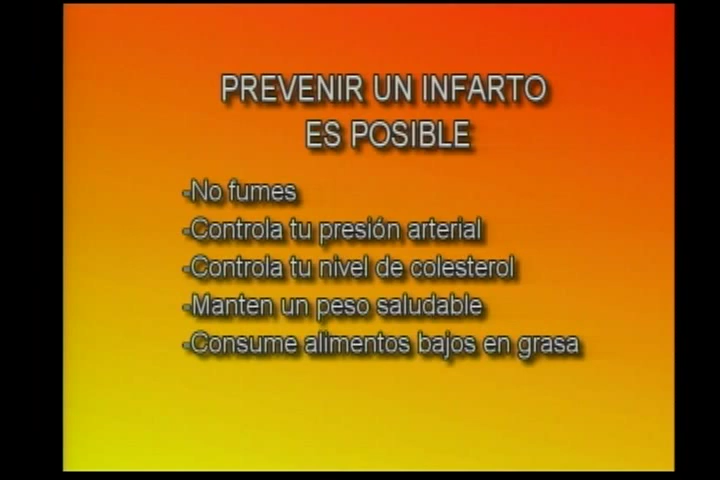 PREVENIR UN INFARTO
ES POSIBLE
-No fumes
-Controla tu presión arterial
-Controla tu nivel de colesterol
-Manten un peso saludable
-Consume alimentos bajos en grasa